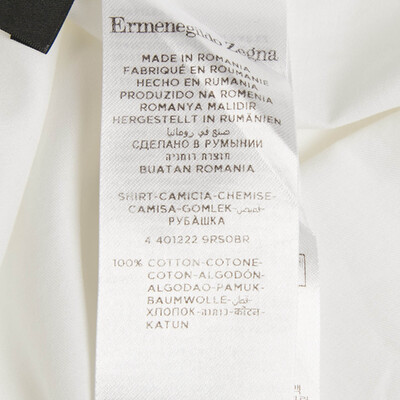 Ermenegildo Zegna
MADE IN ROMANIA
FABRIQUÉ EN ROUMANIE
HECHO EN RUMANIA
PRODUZIDO NA ROMENIA
ROMANYA MALIDIR
HERGESTELLT IN RUMÄNIEN
صنع في رومانيا
СДЕЛАНО В РУМЫНИИ
תוצרת רומניה
BUATAN ROMANIA
SHIRT-CAMICIA-CHEMISE-
CAMISA-GOMLEK-قميص-
РУБАШКА
4 401222 9RS0BR
100% COTTON-COTONE-
COTON-ALGODÓN-
ALGODAO-PAMUK-
BAUMWOLLE-قطن-
ХЛОПОК-כותנה-कॉटन-
KATUN